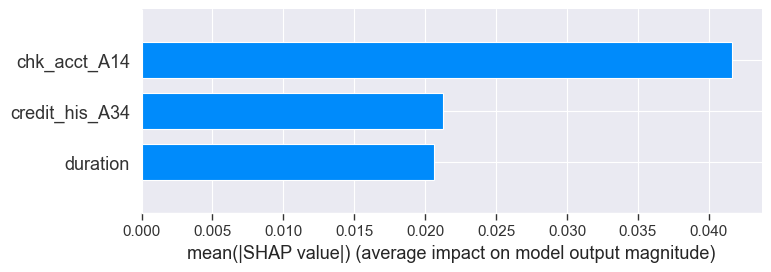 chk_acct_A14
credit_his_A34
duration
0.000 0.005 0.010 0.015 0.020 0.025 0.030 0.035 0.040
mean(|SHAP value|) (average impact on model output magnitude)